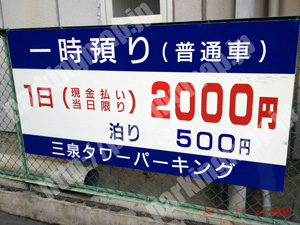 一時預り(普通車)
1日(現金払い 当日限り) 2000円
泊り 500円
三泉タワーパーキング